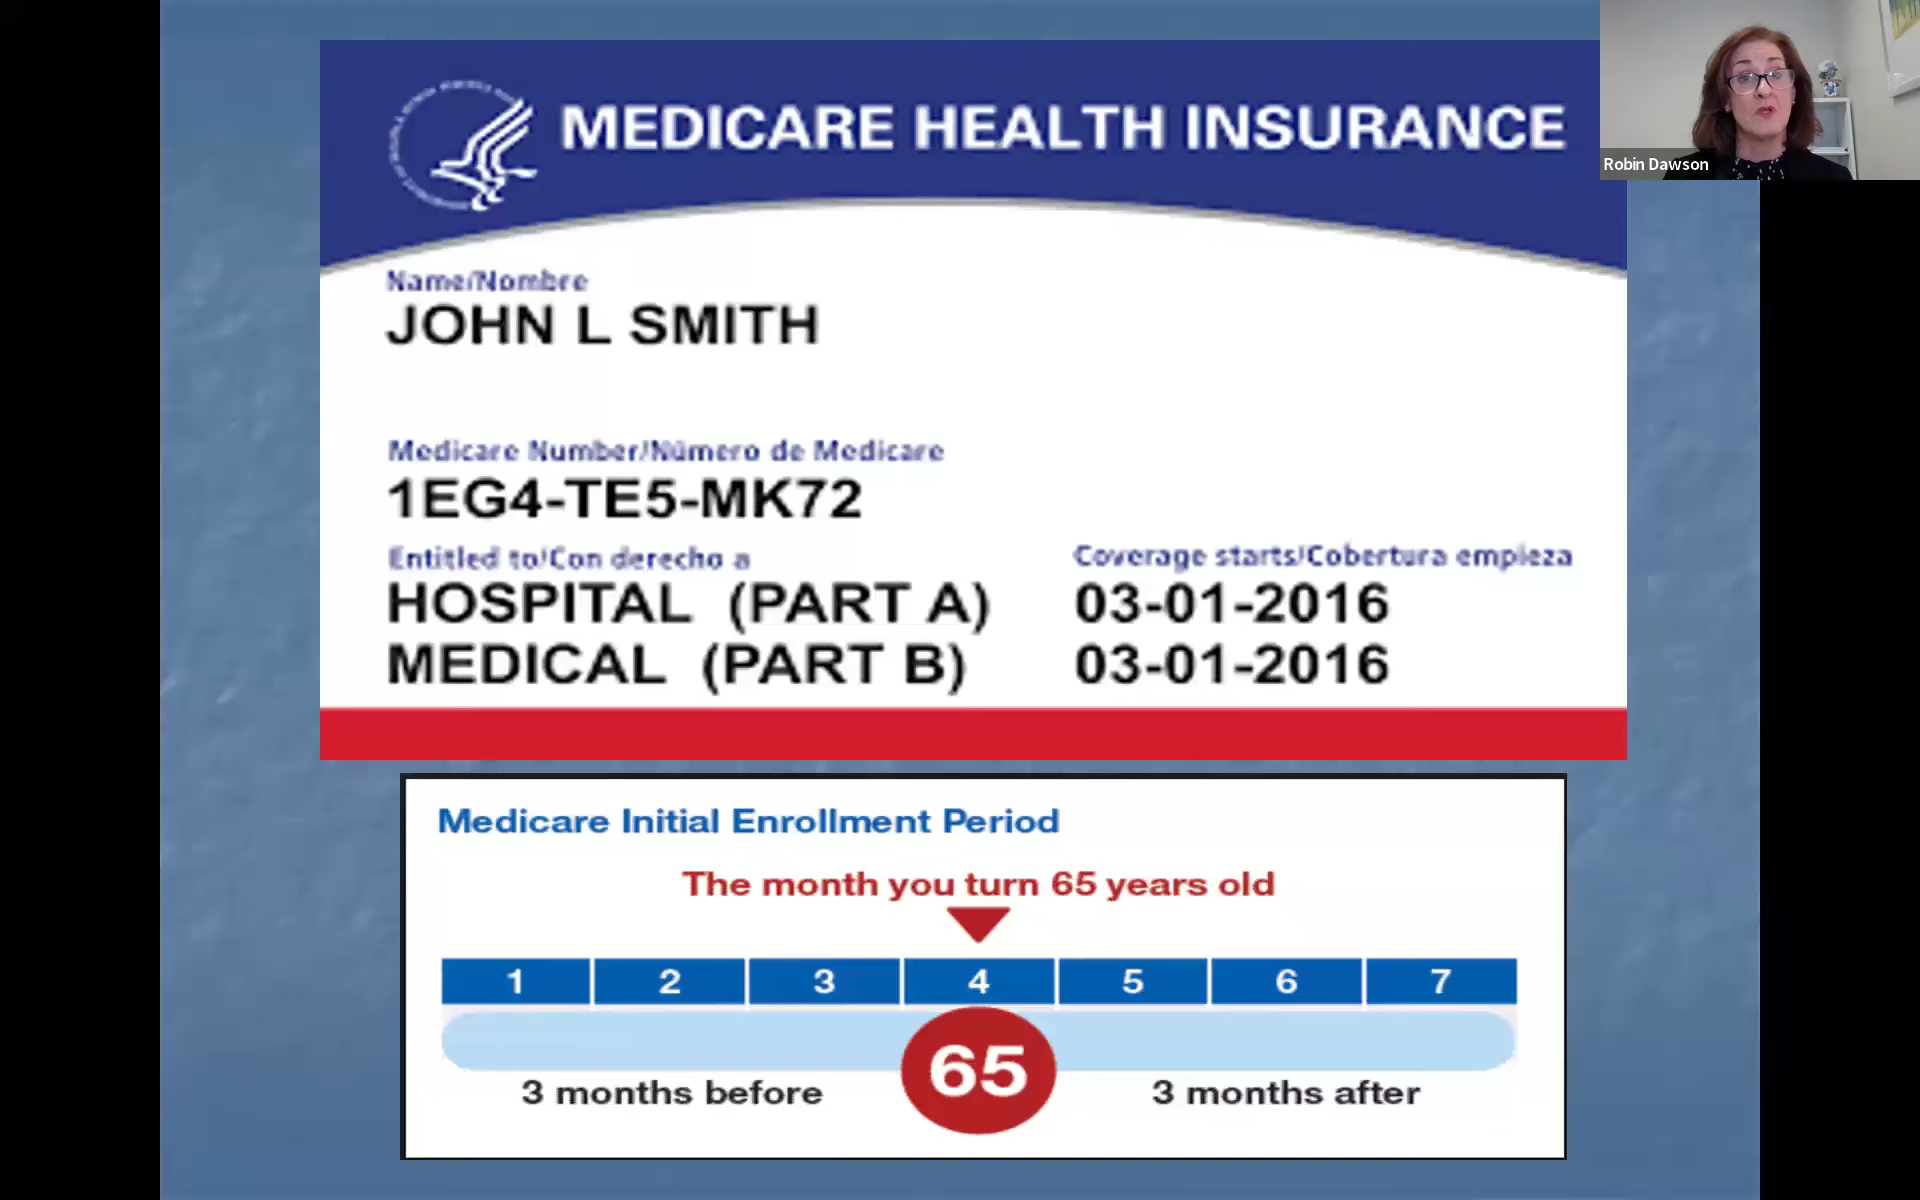 MEDICARE HEALTH INSURANCE
Robin Dawson
Name/Nombre
JOHN L SMITH
Medicare Number/Número de Medicare
1EG4-TE5-MK72
Entitled to/Con derecho a
Coverage starts/Cobertura empieza
HOSPITAL (PART A) 03-01-2016
MEDICAL (PART B) 03-01-2016
Medicare Initial Enrollment Period
The month you turn 65 years old
1 2 3 4 5 6 7
65
3 months before 3 months after